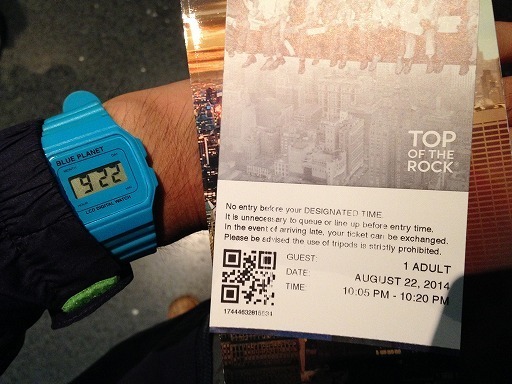 BLUE PLANET
9:22
LCD DIGITAL WATCH
TOP
OF THE
ROCK
No entry before your DESIGNATED TIME.
It is unnecessary to queue or line up before entry time.
In the event of arriving late, your ticket can be exchanged.
Please be advised the use of tripods is strictly prohibited.
GUEST: 1 ADULT
DATE: AUGUST 22, 2014
TIME: 10:05 PM - 10:20 PM